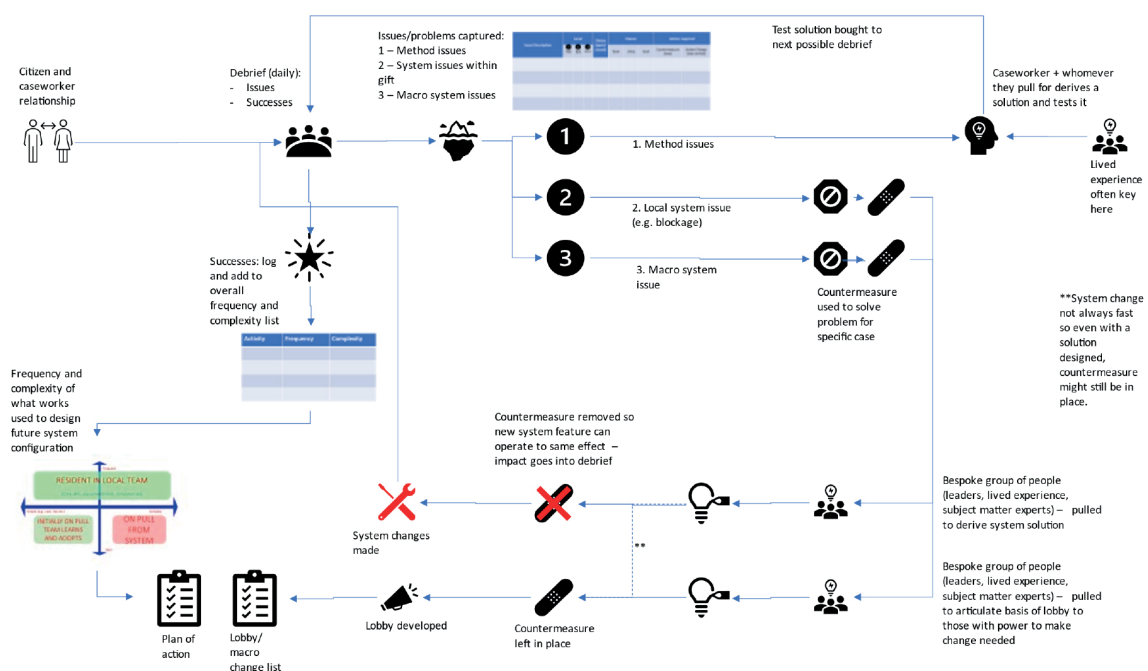 Citizen and
caseworker
relationship
Debrief (daily):
- Issues
- Successes
Issues/problems captured:
1 – Method issues
2 – System issues within
gift
3 – Macro system issues
Test solution bought to
next possible debrief
Caseworker + whomever
they pull for derives a
solution and tests it
Lived
experience
often key
here
1
1. Method issues
2
2. Local system issue
(e.g. blockage)
3
3. Macro system
issue
Countermeasure
used to solve
problem for
specific case
**System change
not always fast
so even with a
solution
designed,
countermeasure
might still be in
place.
Successes: log
and add to
overall
frequency and
complexity list
Activity Frequency Complexity
Frequency and
complexity of
what works
used to design
future system
configuration
RESIDENT IN LOCAL TEAM
INITIALLY ON PULL
TEAM LEARNS
AND ADOPTS
ON PULL
FROM
SYSTEM
Countermeasure removed so
new system feature can
operate to same effect –
impact goes into debrief
System changes
made
**
Bespoke group of people
(leaders, lived experience,
subject matter experts) – pulled
to derive system solution
Bespoke group of people
(leaders, lived experience,
subject matter experts) – pulled
to articulate basis of lobby to
those with power to make
change needed
Plan of
action
Lobby/
macro
change list
Lobby developed
Countermeasure
left in place